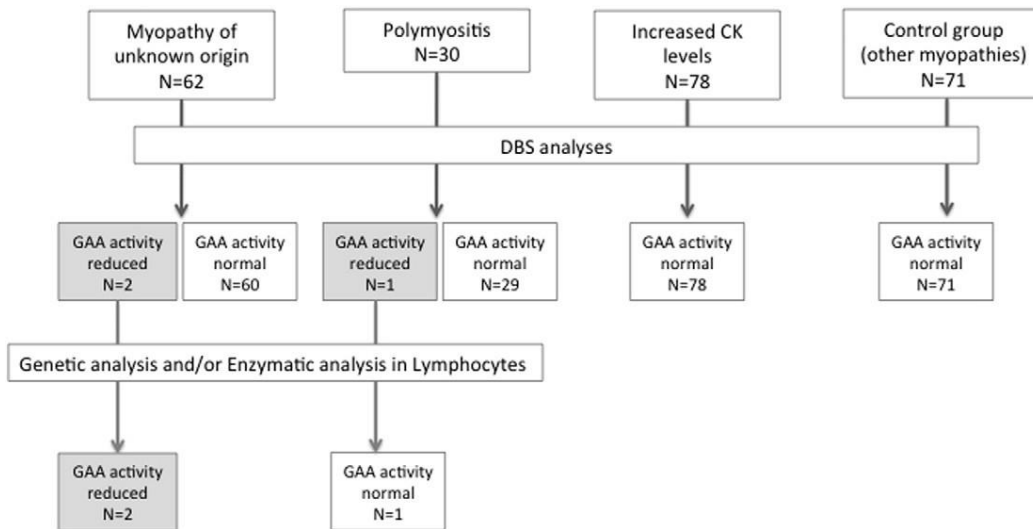 Myopathy of
unknown origin
N=62
Polymyositis
N=30
Increased CK
levels
N=78
Control group
(other myopathies)
N=71
DBS analyses
GAA activity
reduced
N=2
GAA activity
normal
N=60
GAA activity
reduced
N=1
GAA activity
normal
N=29
GAA activity
normal
N=78
GAA activity
normal
N=71
Genetic analysis and/or Enzymatic analysis in Lymphocytes
GAA activity
reduced
N=2
GAA activity
normal
N=1